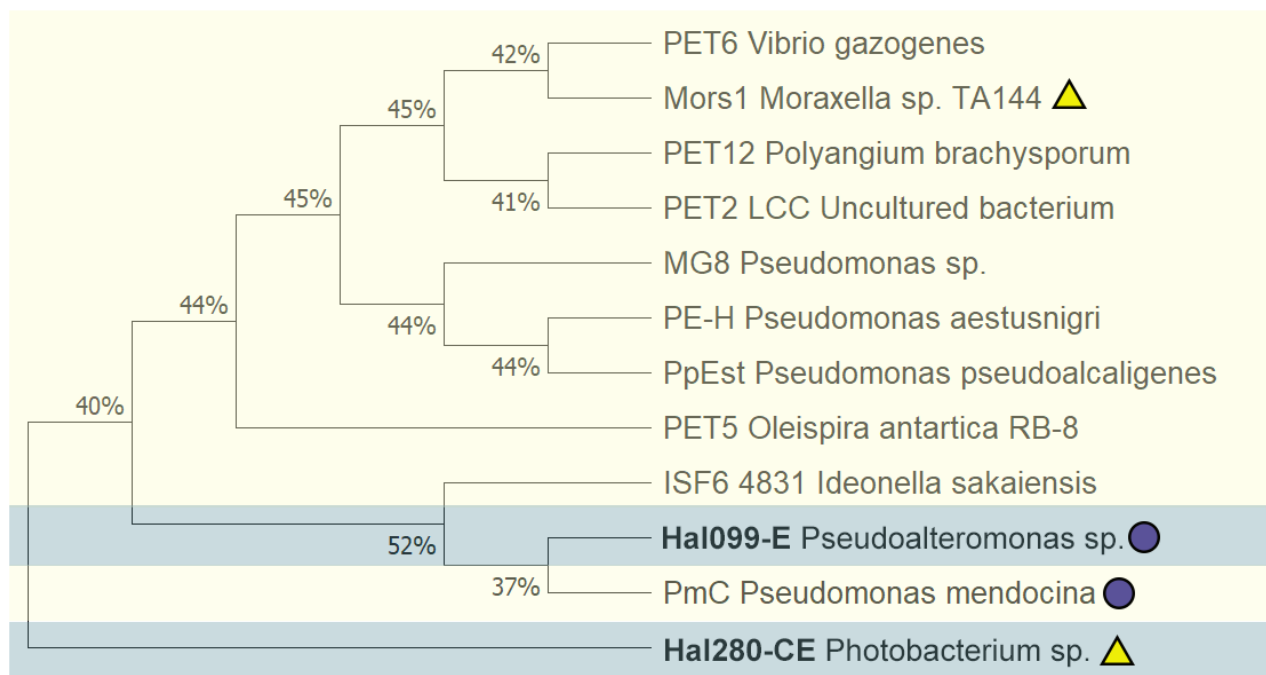 PET6 Vibrio gazogenes
42%
Mors1 Moraxella sp. TA144
45%
PET12 Polyangium brachysporum
41%
PET2 LCC Uncultured bacterium
45%
MG8 Pseudomonas sp.
44%
PE-H Pseudomonas aestusnigri
44%
PpEst Pseudomonas pseudoalcaligenes
44%
PET5 Oleispira antartica RB-8
40%
ISF6 4831 Ideonella sakaiensis
52%
Hal099-E Pseudoalteromonas sp.
37%
PmC Pseudomonas mendocina
Hal280-CE Photobacterium sp.